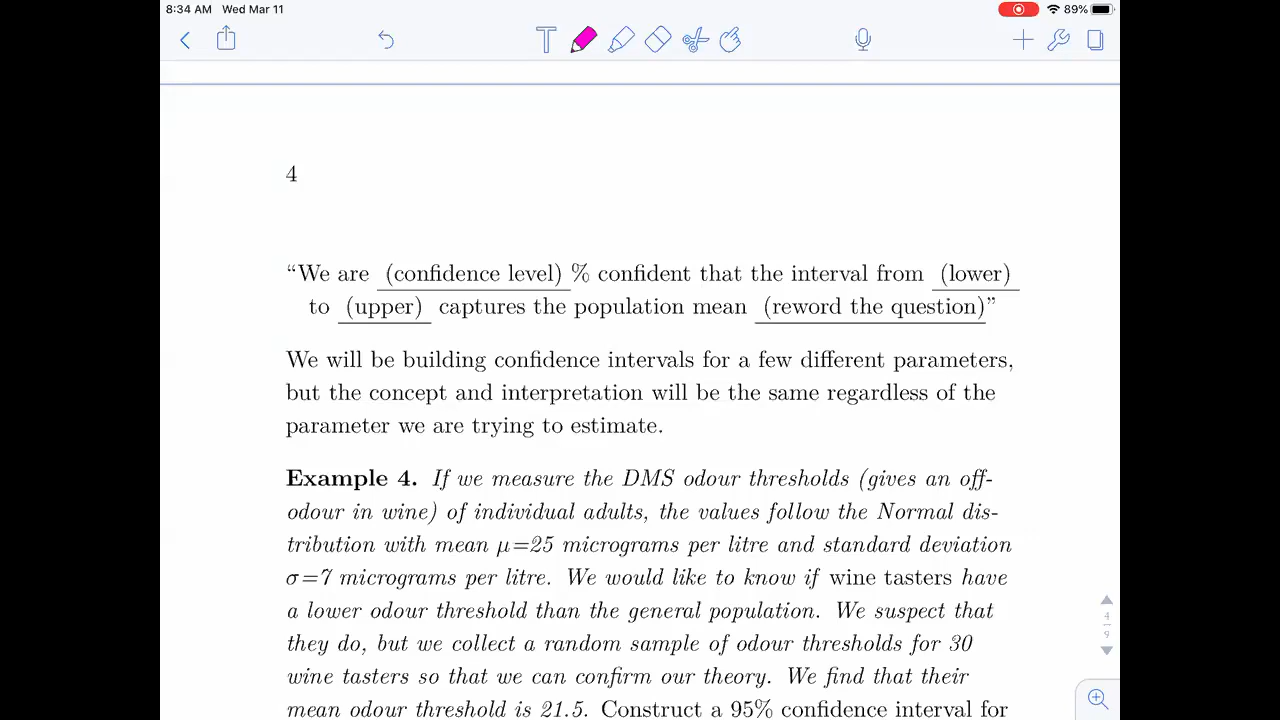 8:34 AM Wed Mar 11
89%
4
“We are (confidence level) % confident that the interval from (lower)
to (upper) captures the population mean (reword the question)”
We will be building confidence intervals for a few different parameters,
but the concept and interpretation will be the same regardless of the
parameter we are trying to estimate.
Example 4. If we measure the DMS odour thresholds (gives an off-
odour in wine) of individual adults, the values follow the Normal dis-
tribution with mean μ=25 micrograms per litre and standard deviation
σ=7 micrograms per litre. We would like to know if wine tasters have
a lower odour threshold than the general population. We suspect that
they do, but we collect a random sample of odour thresholds for 30
wine tasters so that we can confirm our theory. We find that their
mean odour threshold is 21.5. Construct a 95% confidence interval for
4
9